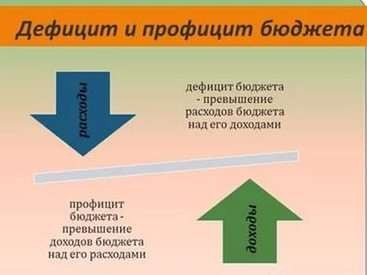 Дефицит и профицит бюджета
расходы
дефицит бюджета
- превышение
расходов бюджета
над его доходами
профицит
бюджета -
превышение
доходов бюджета
над его расходами
доходы